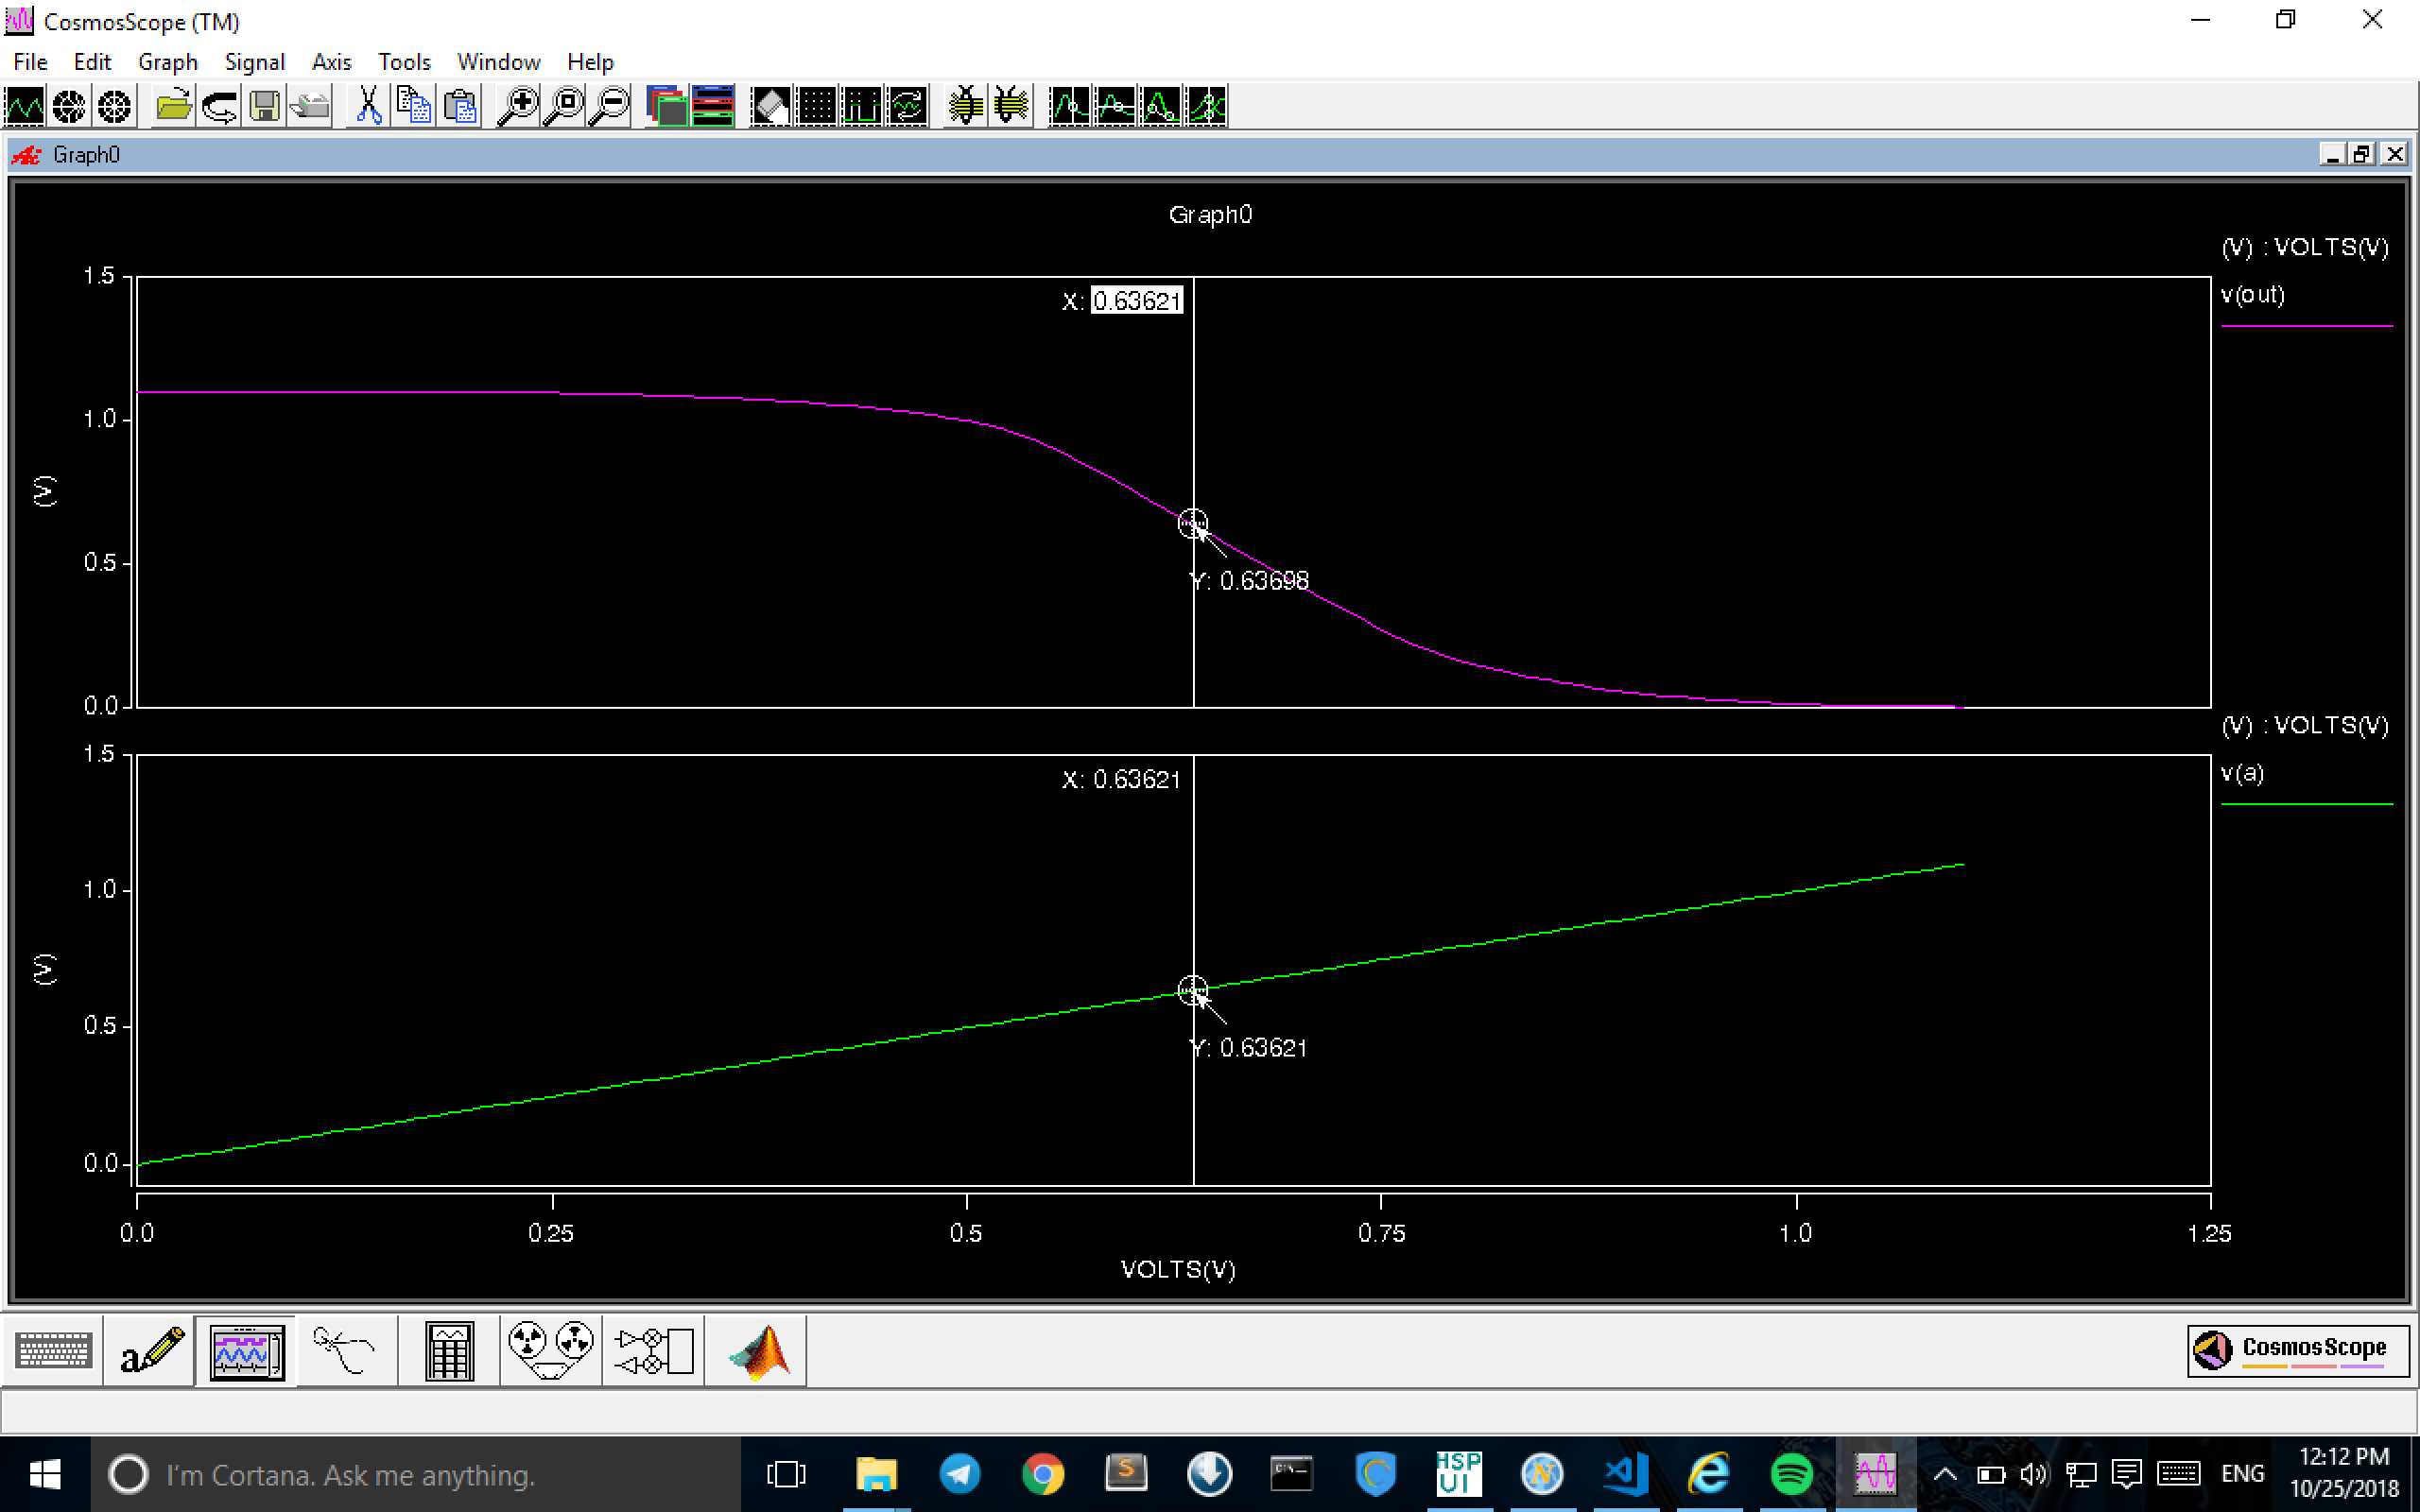 CosmosScope (TM)
File Edit Graph Signal Axis Tools Window Help
Graph0
Graph0
(V) : VOLTS(V)
v(out)
1.5
X: 0.63621
1.0
(V)
0.5
Y: 0.63698
0.0
(V) : VOLTS(V)
v(a)
1.5
X: 0.63621
1.0
(V)
0.5
Y: 0.63621
0.0
0.0 0.25 0.5 0.75 1.0 1.25
VOLTS(V)
a
CosmosScope
I'm Cortana. Ask me anything.
S
C:\
HSP
UI
N
ENG
12:12 PM
10/25/2018